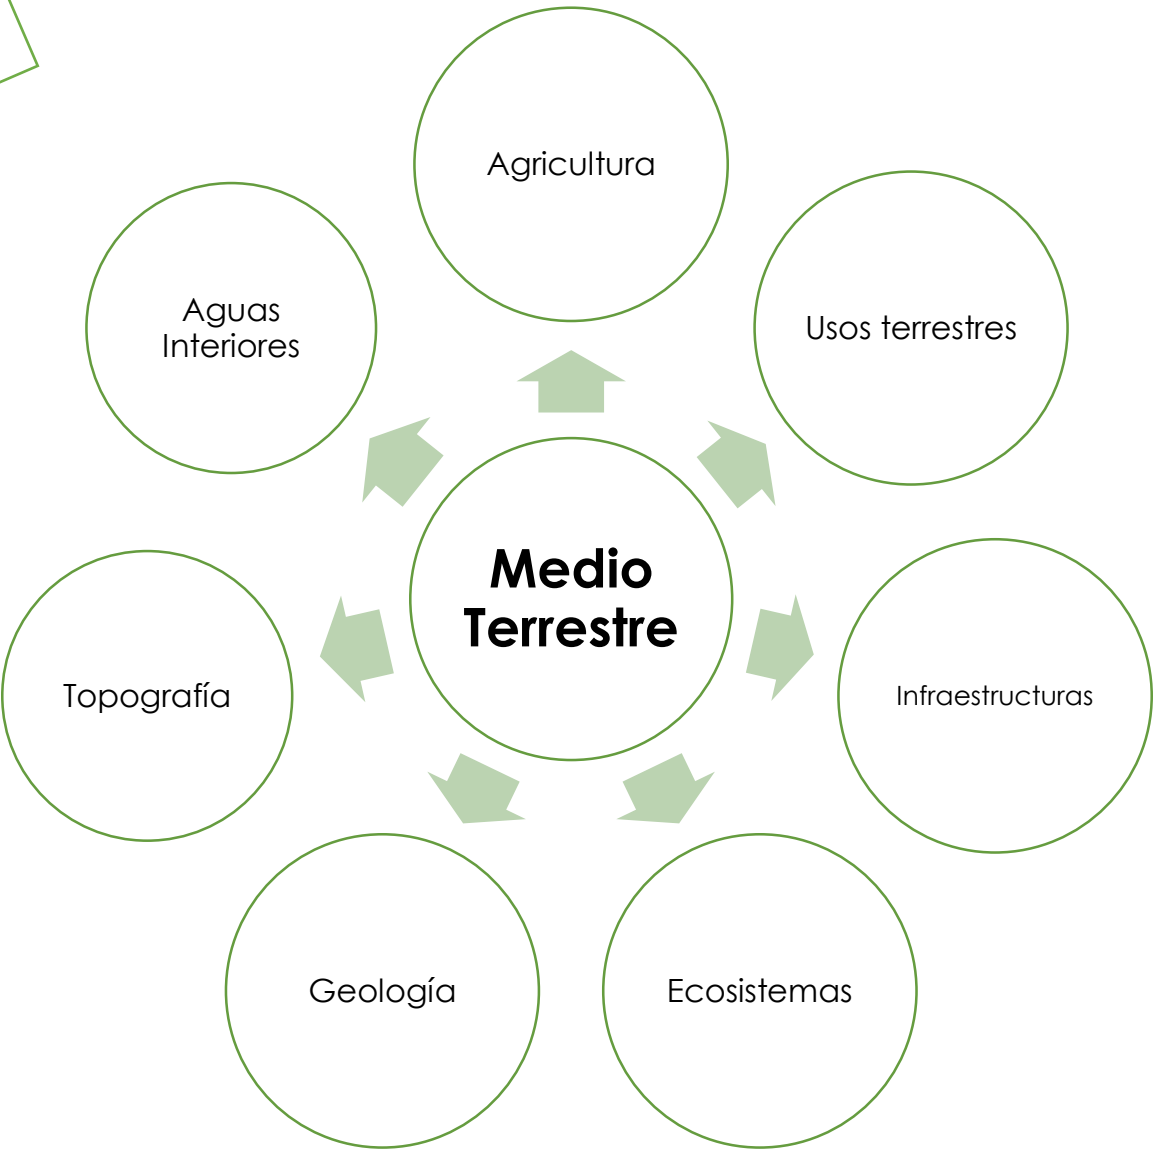 Agricultura
Aguas
Interiores
Usos terrestres
Medio
Terrestre
Topografía
Infraestructuras
Geología
Ecosistemas